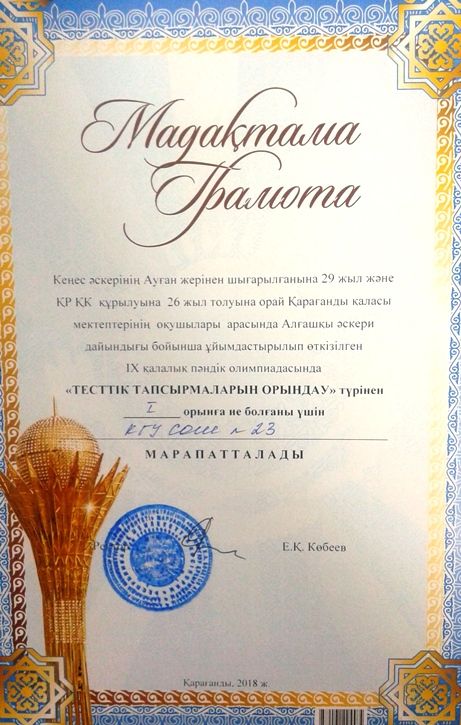 Мадақтама
Грамота
Кеңес әскерінің Ауған жерінен шығарылғанына 29 жыл және
ҚР ҚК құрылуына 26 жыл толуына орай Қарағанды қаласы
мектептерінің оқушылары арасында Алғашқы әскери
дайындығы бойынша ұйымдастырылып өткізілген
IX қалалық пәндік олимпиадасында
«ТЕСТТІК ТАПСЫРМАЛАРЫН ОРЫНДАУ» түрінен
I орынға ие болғаны үшін
КГУ СОШ №23
МАРАПАТТАЛАДЫ
Е.Қ. Көбеев
Қарағанды, 2018 ж.